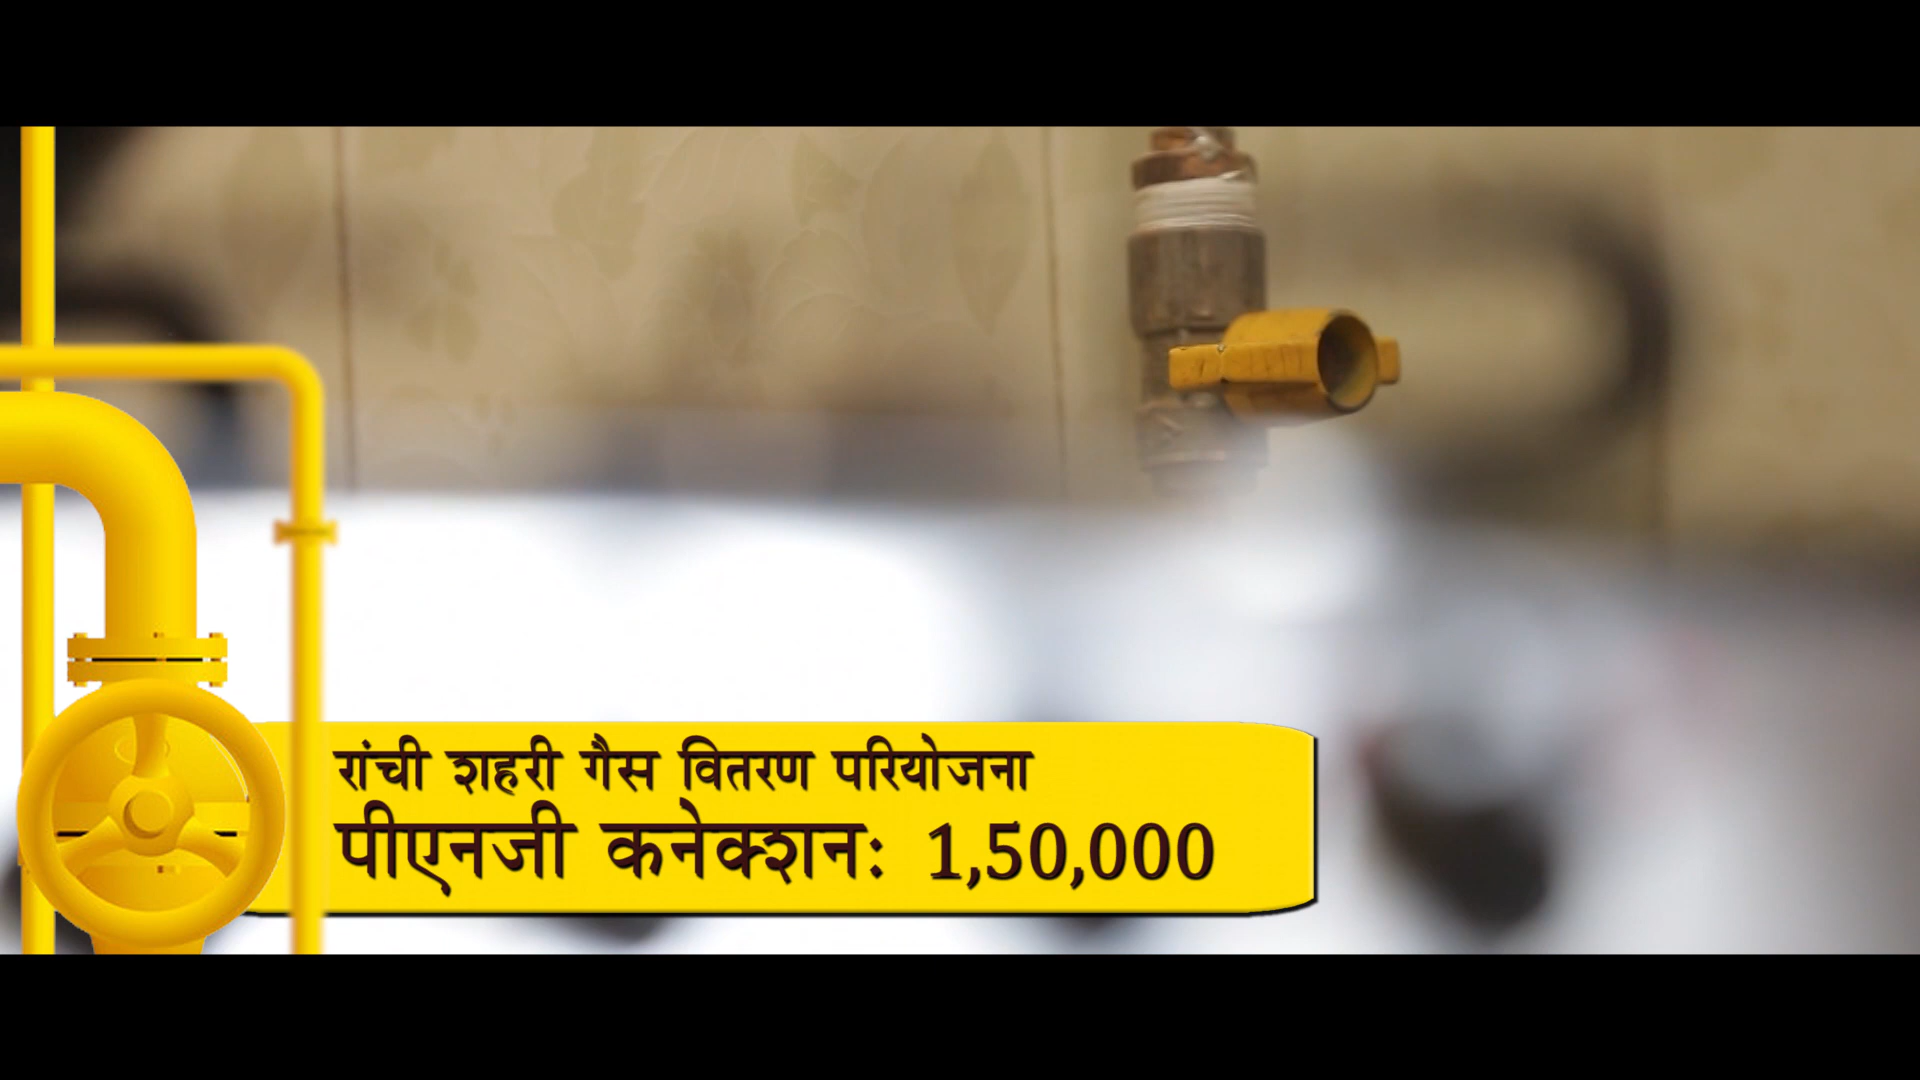 रांची शहरी गैस वितरण परियोजना
पीएनजी कनेक्शन: 1,50,000